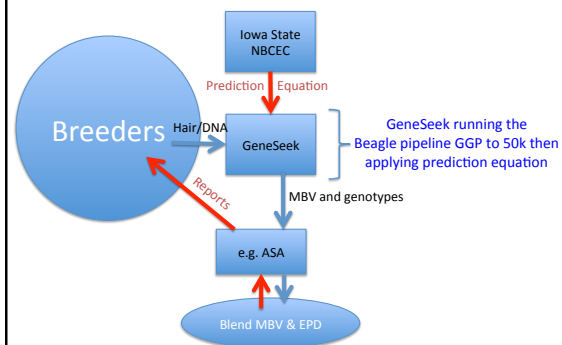 Iowa State
NBCEC
Prediction Equation
Breeders
Hair/DNA
GeneSeek
GeneSeek running the
Beagle pipeline GGP to 50k then
applying prediction equation
MBV and genotypes
Reports
e.g. ASA
Blend MBV & EPD